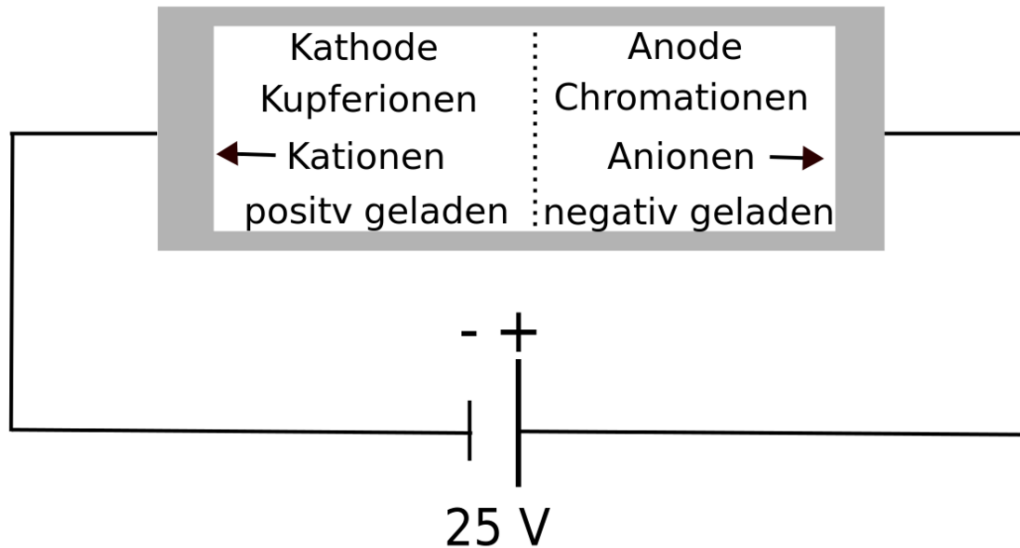 Kathode
Anode
Kupferionen
Chromationen
Kationen
Anionen
positv geladen
negativ geladen
- +
25 V